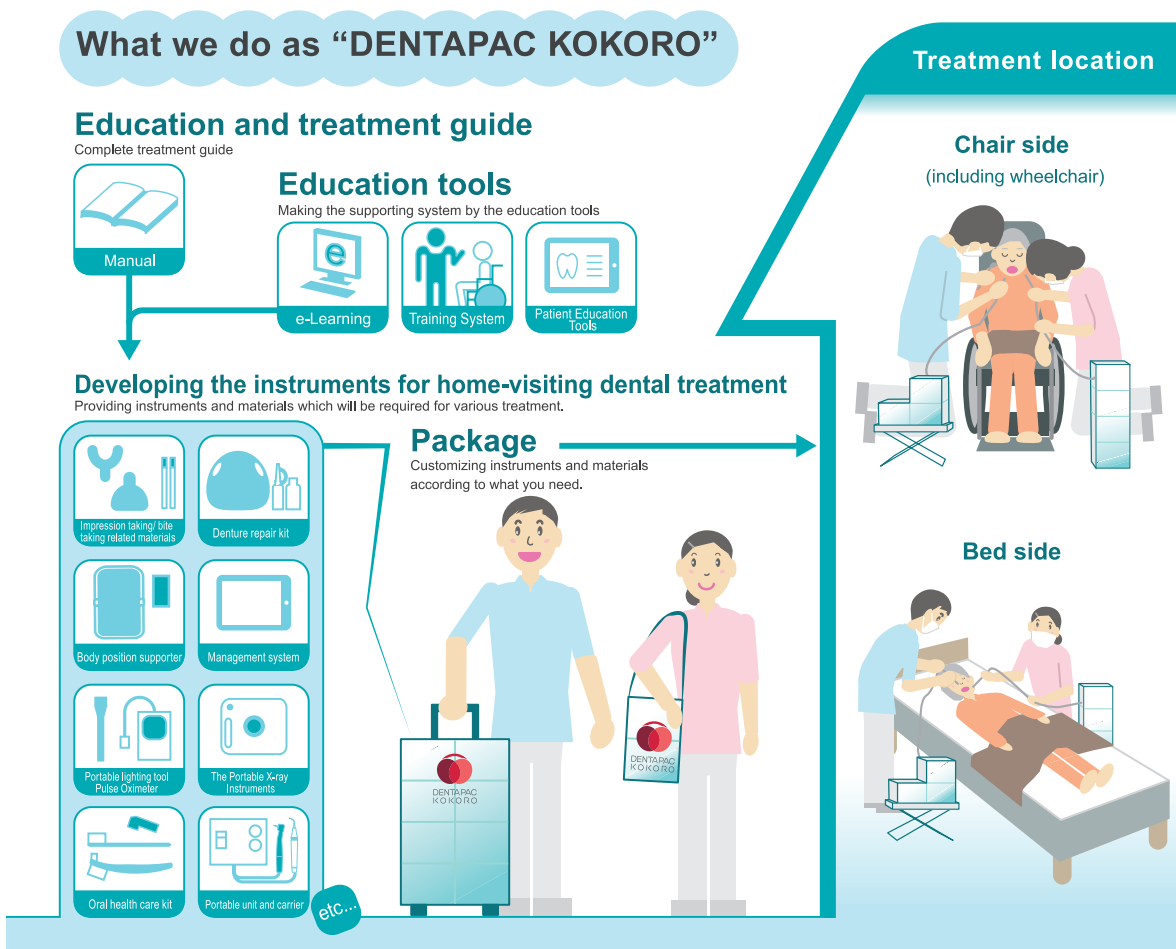 What we do as “DENTAPAC KOKORO”
Treatment location
Education and treatment guide
Complete treatment guide
Manual
Education tools
Making the supporting system by the education tools
e
e-Learning
Training System
Patient Education
Tools
Developing the instruments for home-visiting dental treatment
Providing instruments and materials which will be required for various treatment.
Impression taking/ bite
taking related materials
Denture repair kit
Body position supporter
Management system
Portable lighting tool
Pulse Oximeter
The Portable X-ray
Instruments
Oral health care kit
Portable unit and carrier
etc...
Package
Customizing instruments and materials
according to what you need.
DENTAPAC
KOKORO
DENTAPAC
KOKORO
Chair side
(including wheelchair)
Bed side